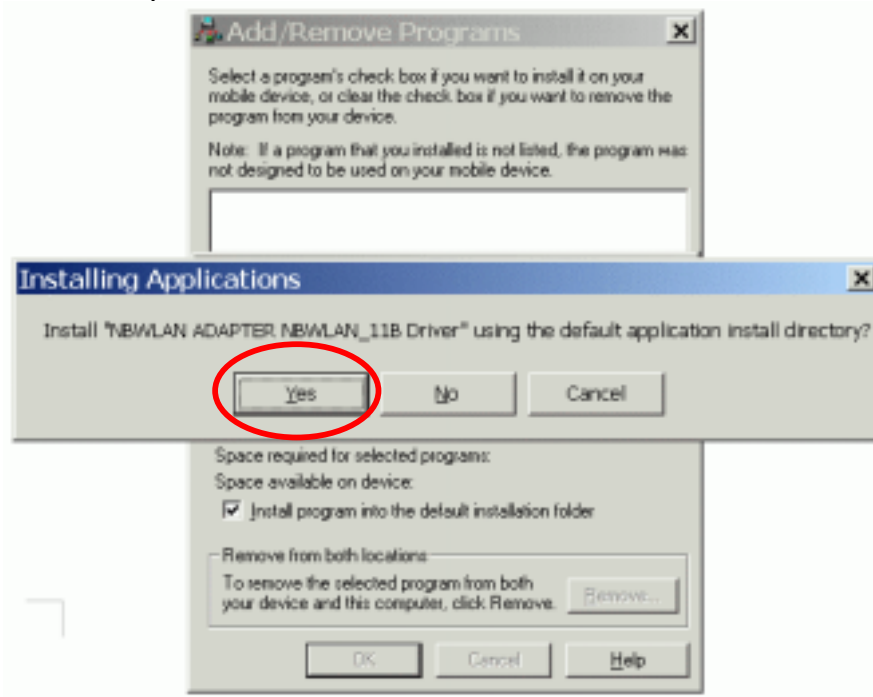 Add/Remove Programs
Select a program's check box if you want to install it on your
mobile device, or clear the check box if you want to remove the
program from your device.
Note: If a program that you installed is not listed, the program was
not designed to be used on your mobile device.
Installing Applications
Install "NBWLAN ADAPTER NBWLAN_11B Driver" using the default application install directory?
Yes No Cancel
Space required for selected programs:
Space available on device:
Install program into the default installation folder
Remove from both locations
To remove the selected program from both
your device and this computer, click Remove.
Remove...
OK Cancel Help